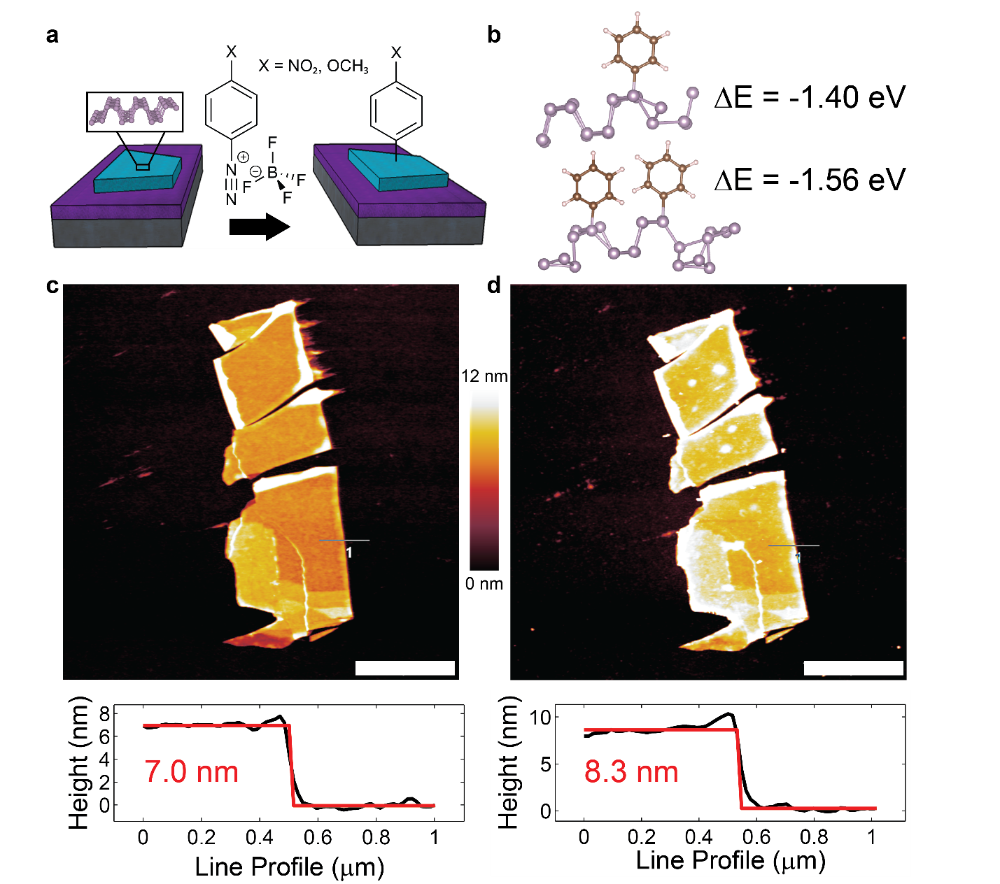 a
X
X = NO₂, OCH₃
X
N
⊕
N
⊖
B
F
F
F
F
b
ΔE = -1.40 eV
ΔE = -1.56 eV
c
1
12 nm
0 nm
d
1
Height (nm)
8
6
4
2
0
7.0 nm
0 0.2 0.4 0.6 0.8 1
Line Profile (μm)
Height (nm)
10
5
0
8.3 nm
0 0.2 0.4 0.6 0.8 1
Line Profile (μm)